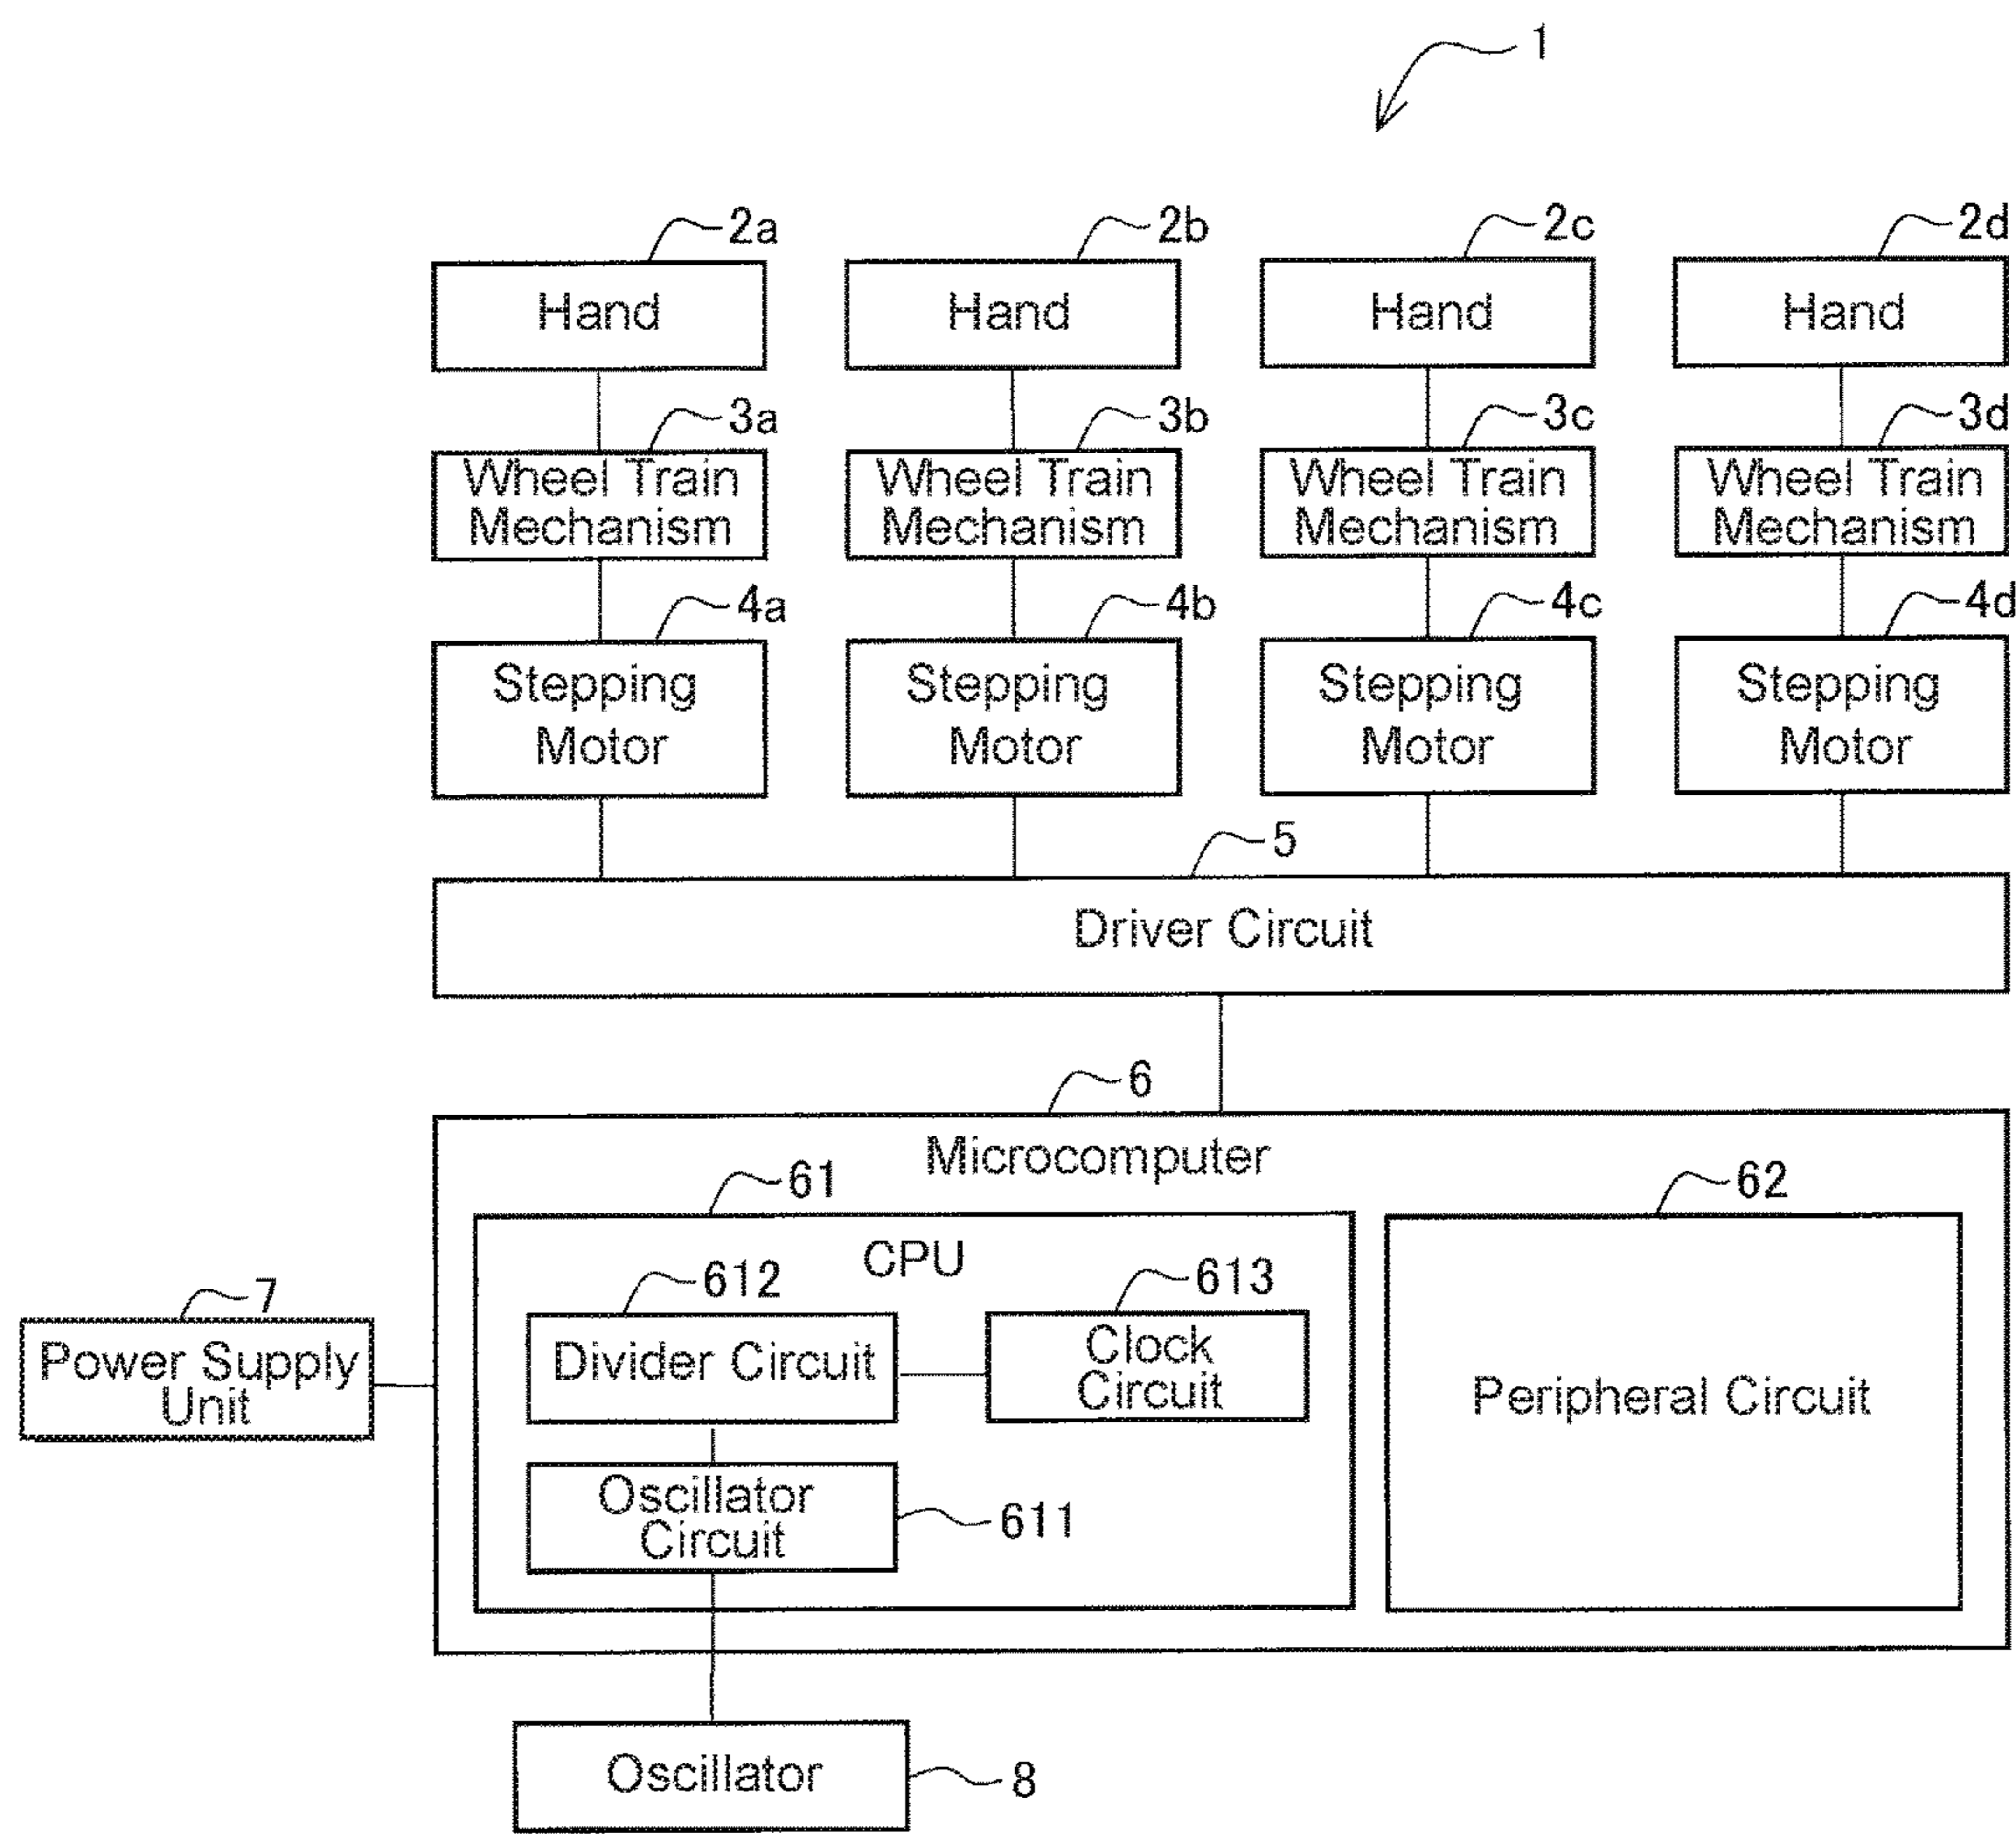 1
2a
2b
2c
2d
Hand
Hand
Hand
Hand
3a
3b
3c
3d
Wheel Train
Mechanism
Wheel Train
Mechanism
Wheel Train
Mechanism
Wheel Train
Mechanism
4a
4b
4c
4d
Stepping
Motor
Stepping
Motor
Stepping
Motor
Stepping
Motor
5
Driver Circuit
6
Microcomputer
61
62
CPU
612
613
7
Power Supply
Unit
Divider Circuit
Clock
Circuit
Peripheral Circuit
Oscillator
Circuit
611
Oscillator
8